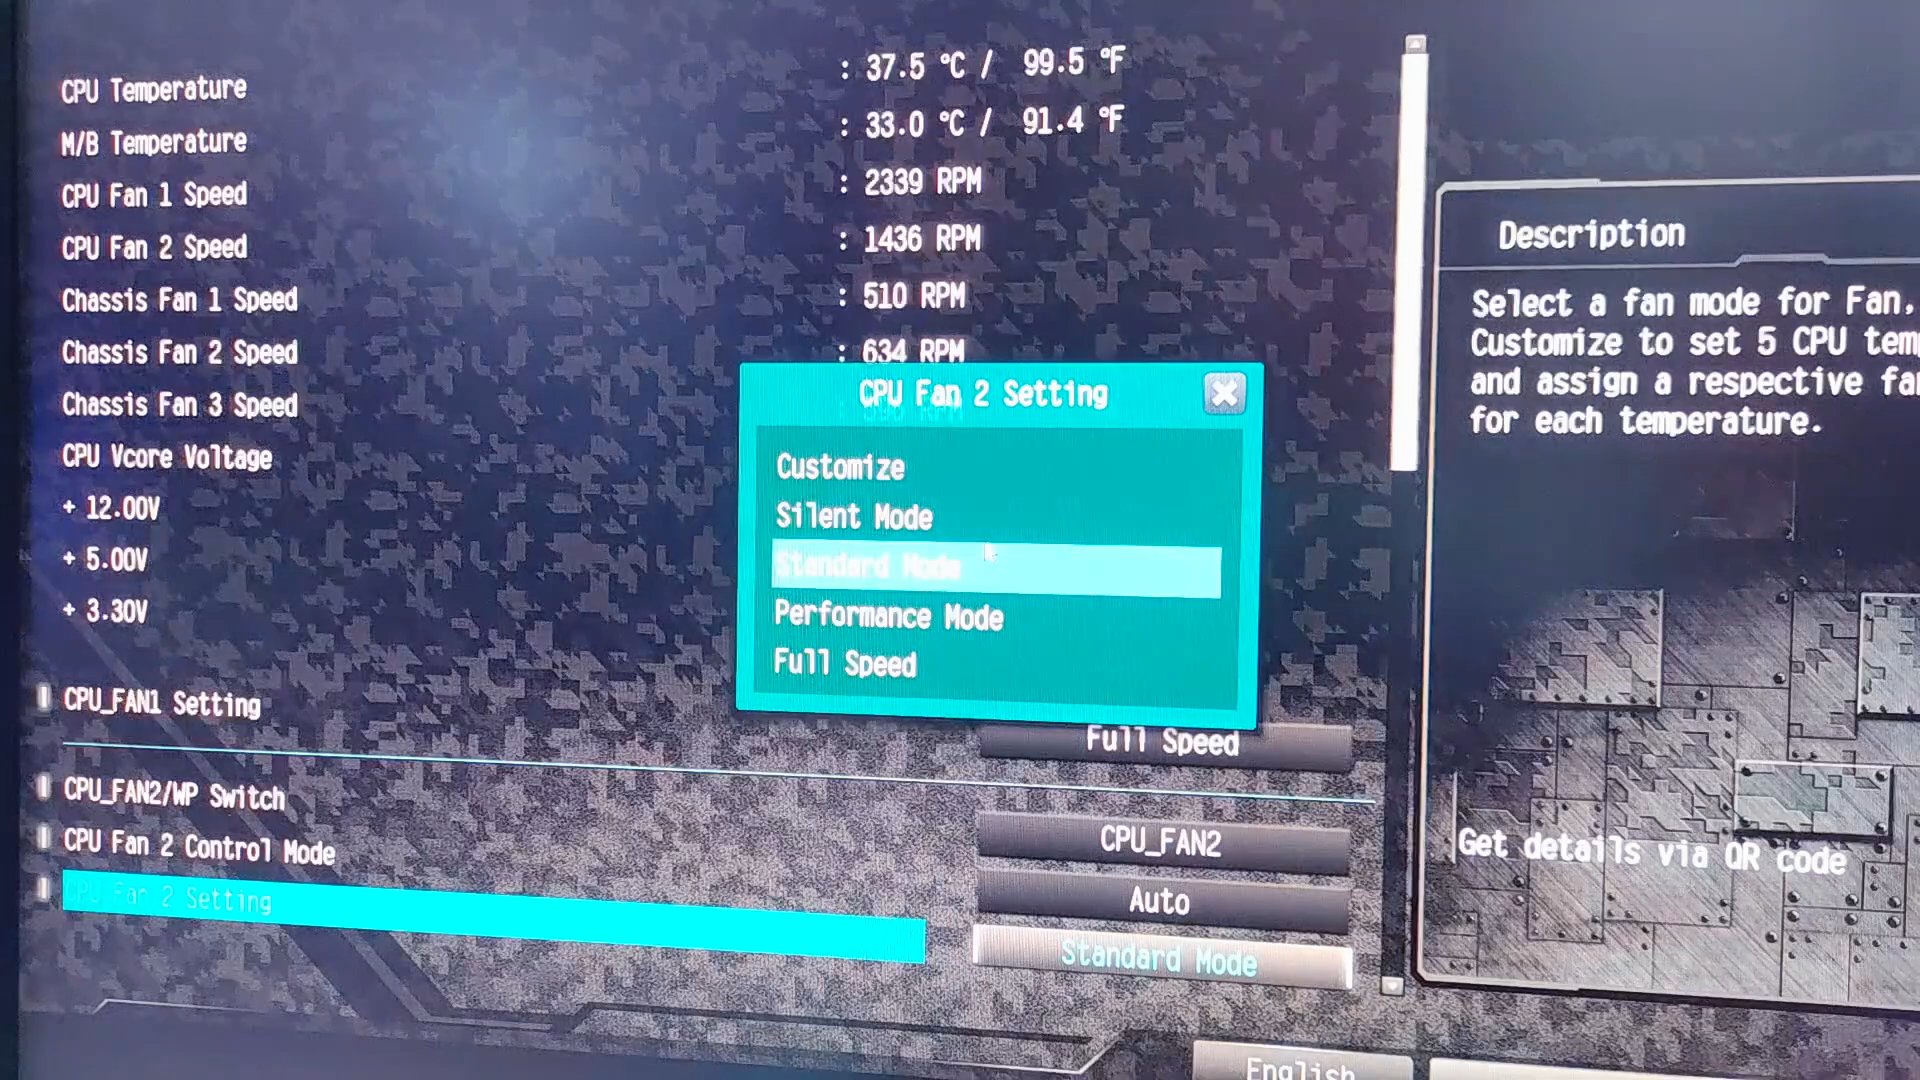 CPU Temperature : 37.5 °C / 99.5 °F
M/B Temperature : 33.0 °C / 91.4 °F
CPU Fan 1 Speed : 2339 RPM
CPU Fan 2 Speed : 1436 RPM
Chassis Fan 1 Speed : 510 RPM
Chassis Fan 2 Speed : 634 RPM
Chassis Fan 3 Speed
CPU Vcore Voltage
+ 12.00V
+ 5.00V
+ 3.30V
CPU_FAN1 Setting Full Speed
CPU_FAN2/WP Switch CPU_FAN2
CPU Fan 2 Control Mode Auto
CPU Fan 2 Setting Standard Mode
CPU Fan 2 Setting
Customize
Silent Mode
Standard Mode
Performance Mode
Full Speed
Description
Select a fan mode for Fan,
Customize to set 5 CPU tem
and assign a respective fa
for each temperature.
Get details via QR code
English